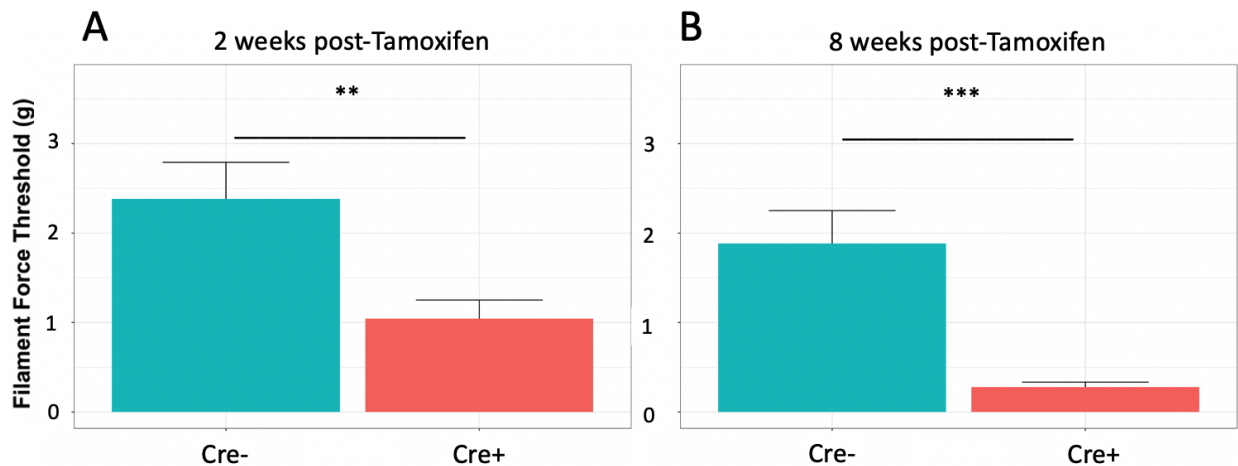 A
2 weeks post-Tamoxifen
**
Filament Force Threshold (g)
3
2
1
0
Cre-
Cre+
B
8 weeks post-Tamoxifen
***
3
2
1
0
Cre-
Cre+